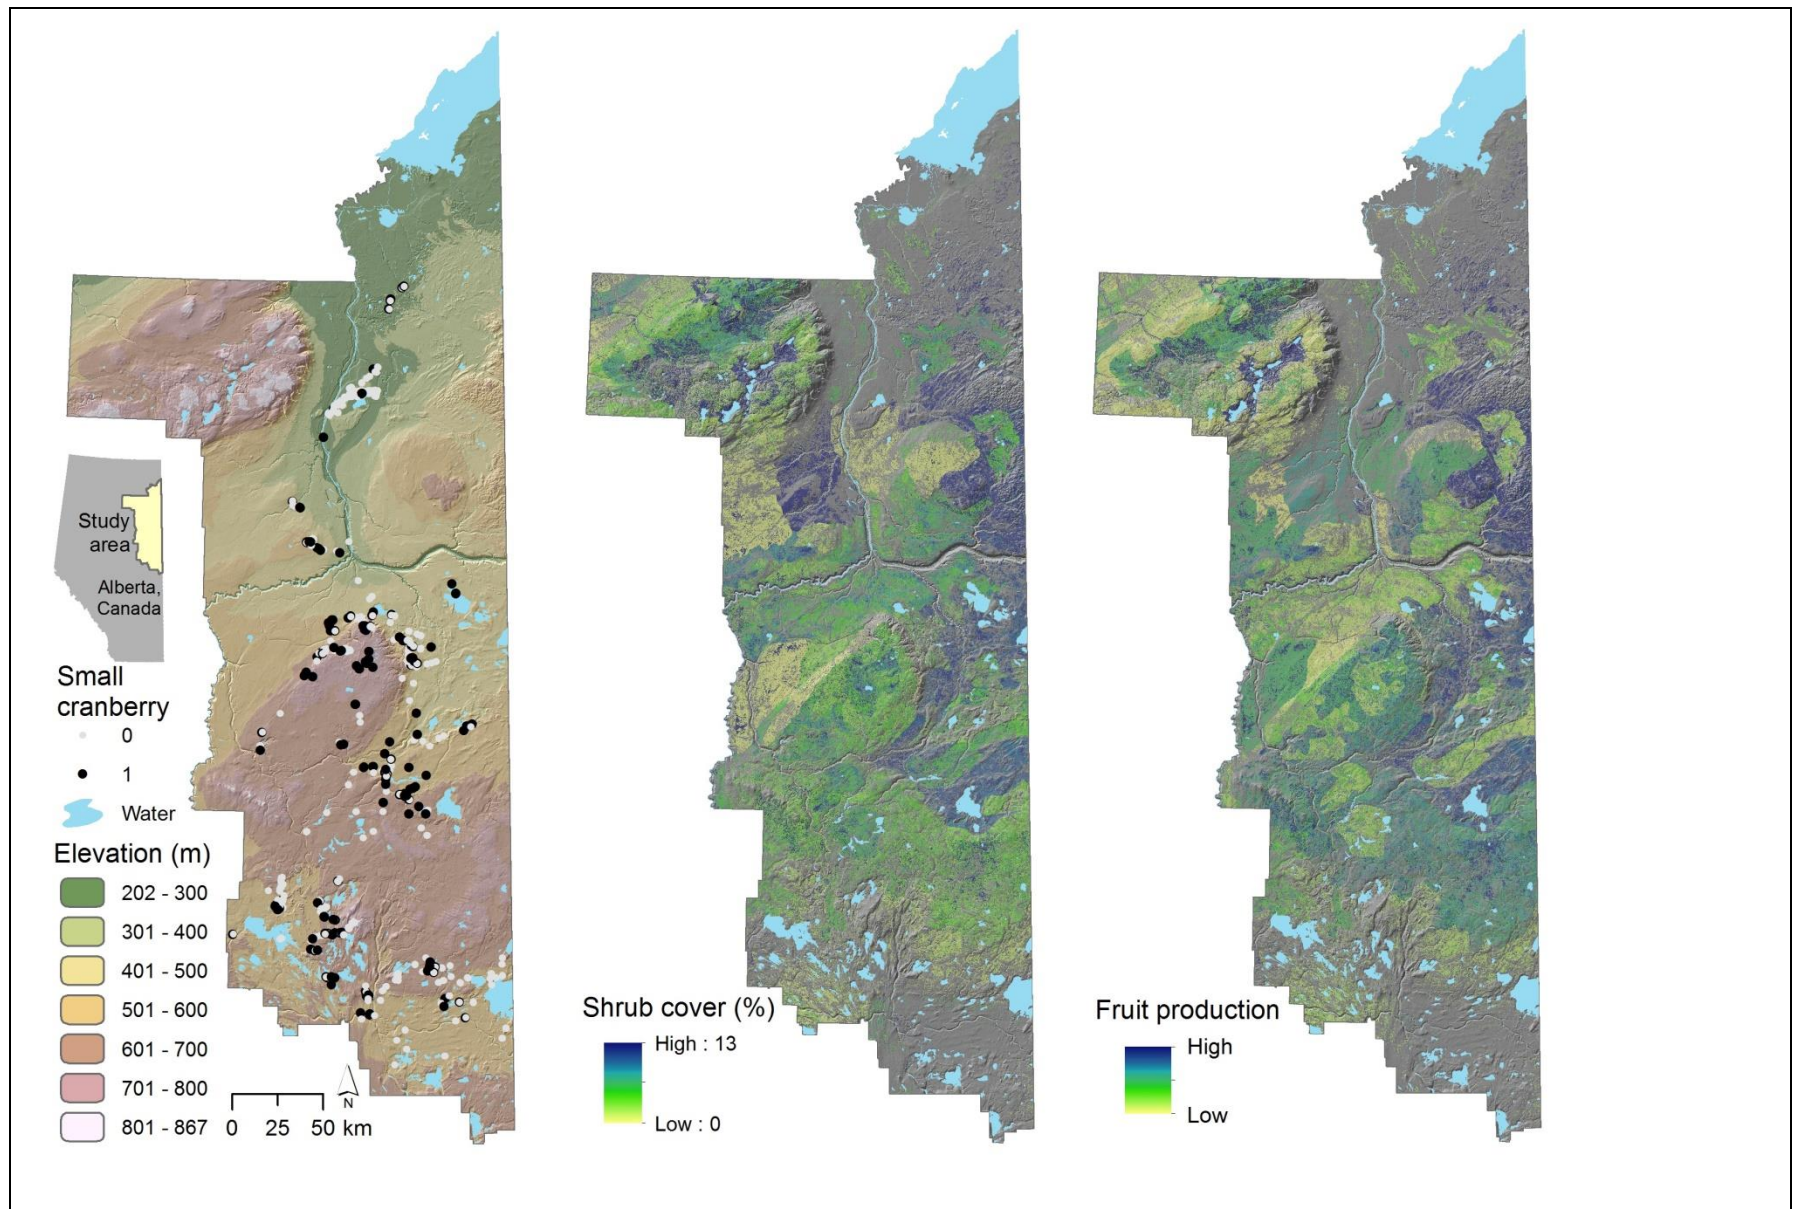 Study
area
Alberta,
Canada
Small
cranberry
0
1
Water
Elevation (m)
202 - 300
301 - 400
401 - 500
501 - 600
601 - 700
701 - 800
801 - 867
N
0 25 50 km
Shrub cover (%)
High : 13
Low : 0
Fruit production
High
Low